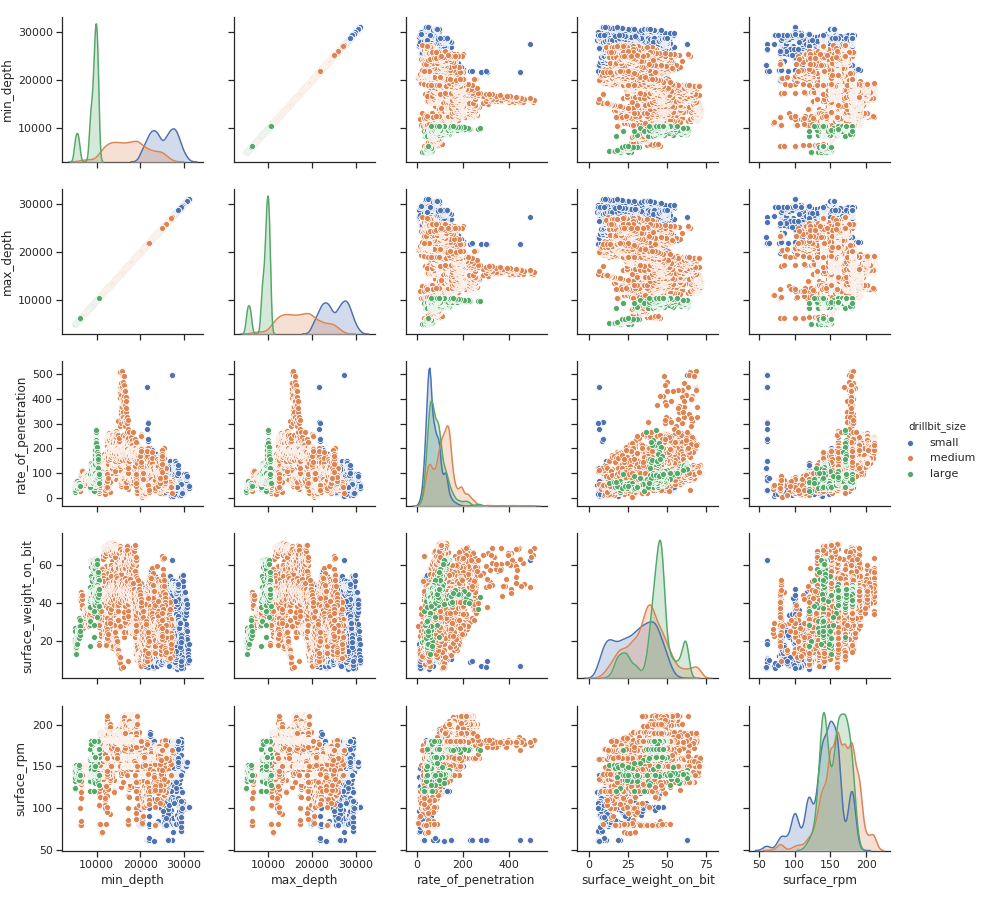 30000
20000
10000
min_depth
30000
20000
10000
max_depth
500
400
300
200
100
0
rate_of_penetration
drillbit_size
small
medium
large
60
40
20
surface_weight_on_bit
200
150
100
50
surface_rpm
10000 20000 30000
10000 20000 30000
0 200 400
0 25 50 75
50 100 150 200
min_depth
max_depth
rate_of_penetration
surface_weight_on_bit
surface_rpm